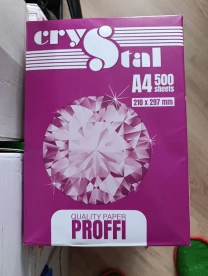 cryStal
A4 500
sheets
210 x 297 mm
QUALITY PAPER
PROFFI